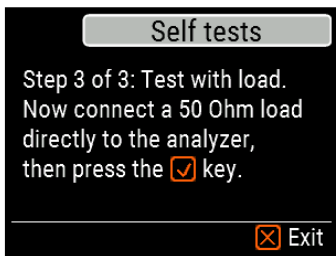 Self tests
Step 3 of 3: Test with load.
Now connect a 50 Ohm load
directly to the analyzer,
then press the key.
Exit